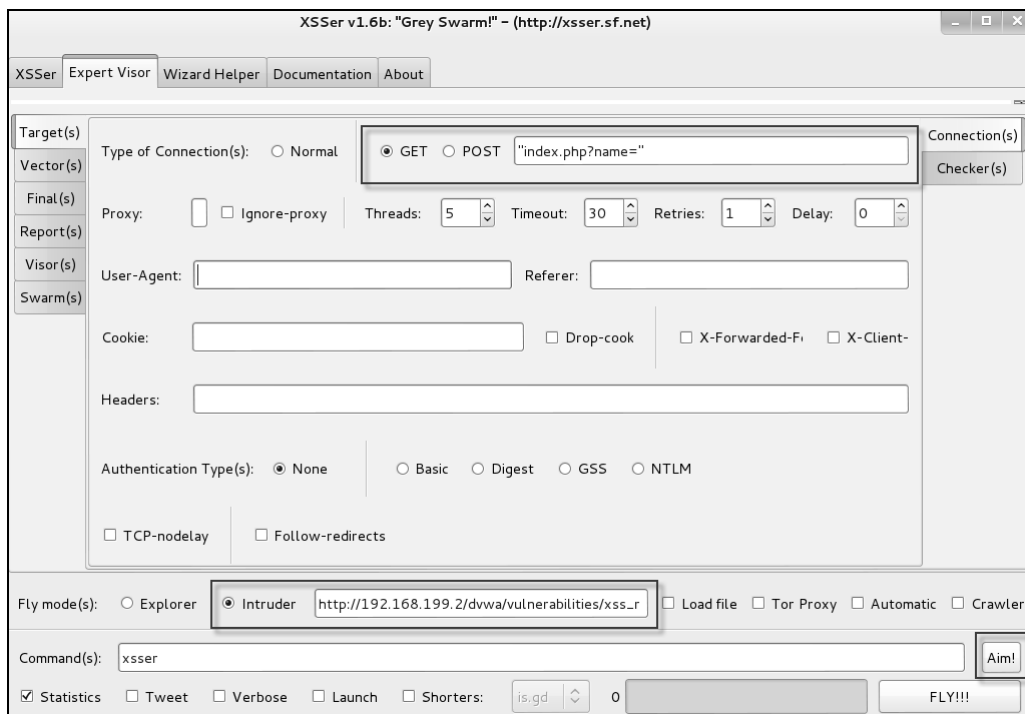 XSSer v1.6b: "Grey Swarm!" – (http://xsser.sf.net)
XSSer Expert Visor Wizard Helper Documentation About
Target(s)
Vector(s)
Final(s)
Report(s)
Visor(s)
Swarm(s)
Type of Connection(s): Normal GET POST "index.php?name="
Connection(s)
Checker(s)
Proxy: Ignore-proxy Threads: 5 Timeout: 30 Retries: 1 Delay: 0
User-Agent: Referer:
Cookie: Drop-cook X-Forwarded-F X-Client-
Headers:
Authentication Type(s): None Basic Digest GSS NTLM
TCP-nodelay Follow-redirects
Fly mode(s): Explorer Intruder http://192.168.199.2/dvwa/vulnerabilities/xss_r Load file Tor Proxy Automatic Crawler
Command(s): xsser Aim!
Statistics Tweet Verbose Launch Shorters: is.gd 0 FLY!!!